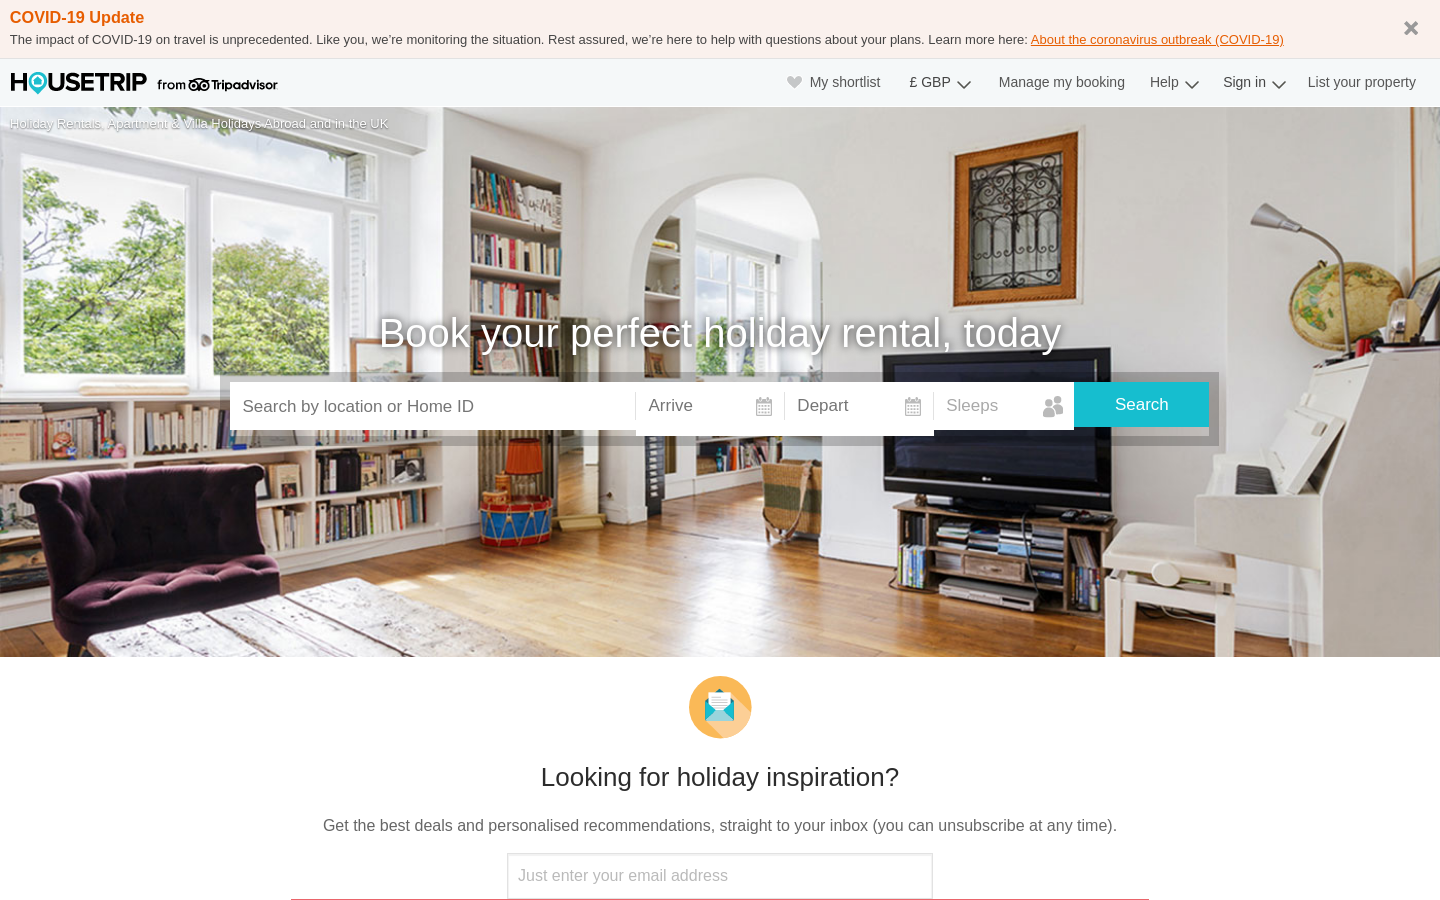 COVID-19 Update
The impact of COVID-19 on travel is unprecedented. Like you, we’re monitoring the situation. Rest assured, we’re here to help with questions about your plans. Learn more here: About the coronavirus outbreak (COVID-19)
HOUSETRIP from Tripadvisor
My shortlist
£ GBP
Manage my booking
Help
Sign in
List your property
Holiday Rentals, Apartment & Villa Holidays Abroad and in the UK
Book your perfect holiday rental, today
Search by location or Home ID
Arrive
Depart
Sleeps
Search
Looking for holiday inspiration?
Get the best deals and personalised recommendations, straight to your inbox (you can unsubscribe at any time).
Just enter your email address